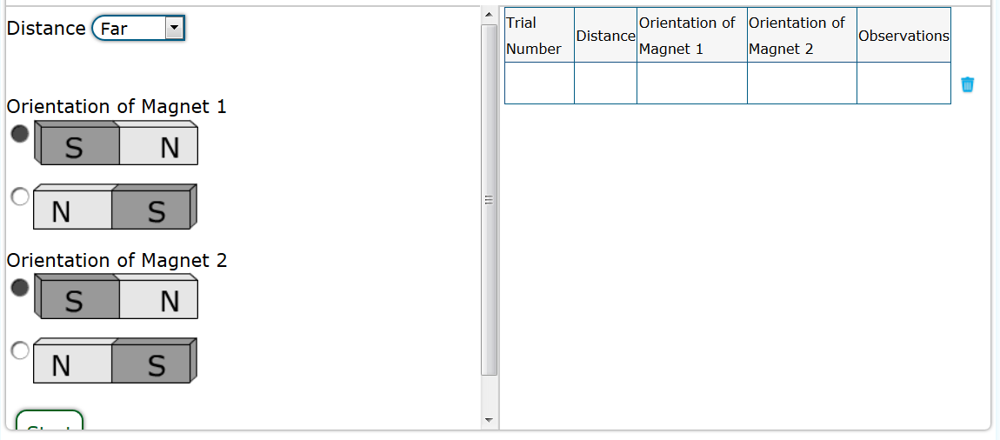 Distance Far
Orientation of Magnet 1
S N
N S
Orientation of Magnet 2
S N
N S
Trial Number
Distance
Orientation of Magnet 1
Orientation of Magnet 2
Observations